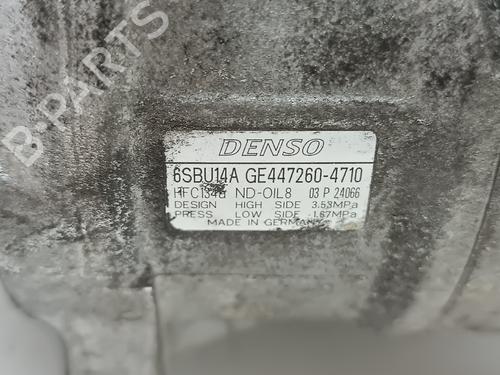 B-PARTS
DENSO
6SBU14A GE447260-4710
HFC134a ND-OIL8 03 P 24066
DESIGN HIGH SIDE 3.53MPa
PRESS LOW SIDE 1.67MPa
MADE IN GERMANY